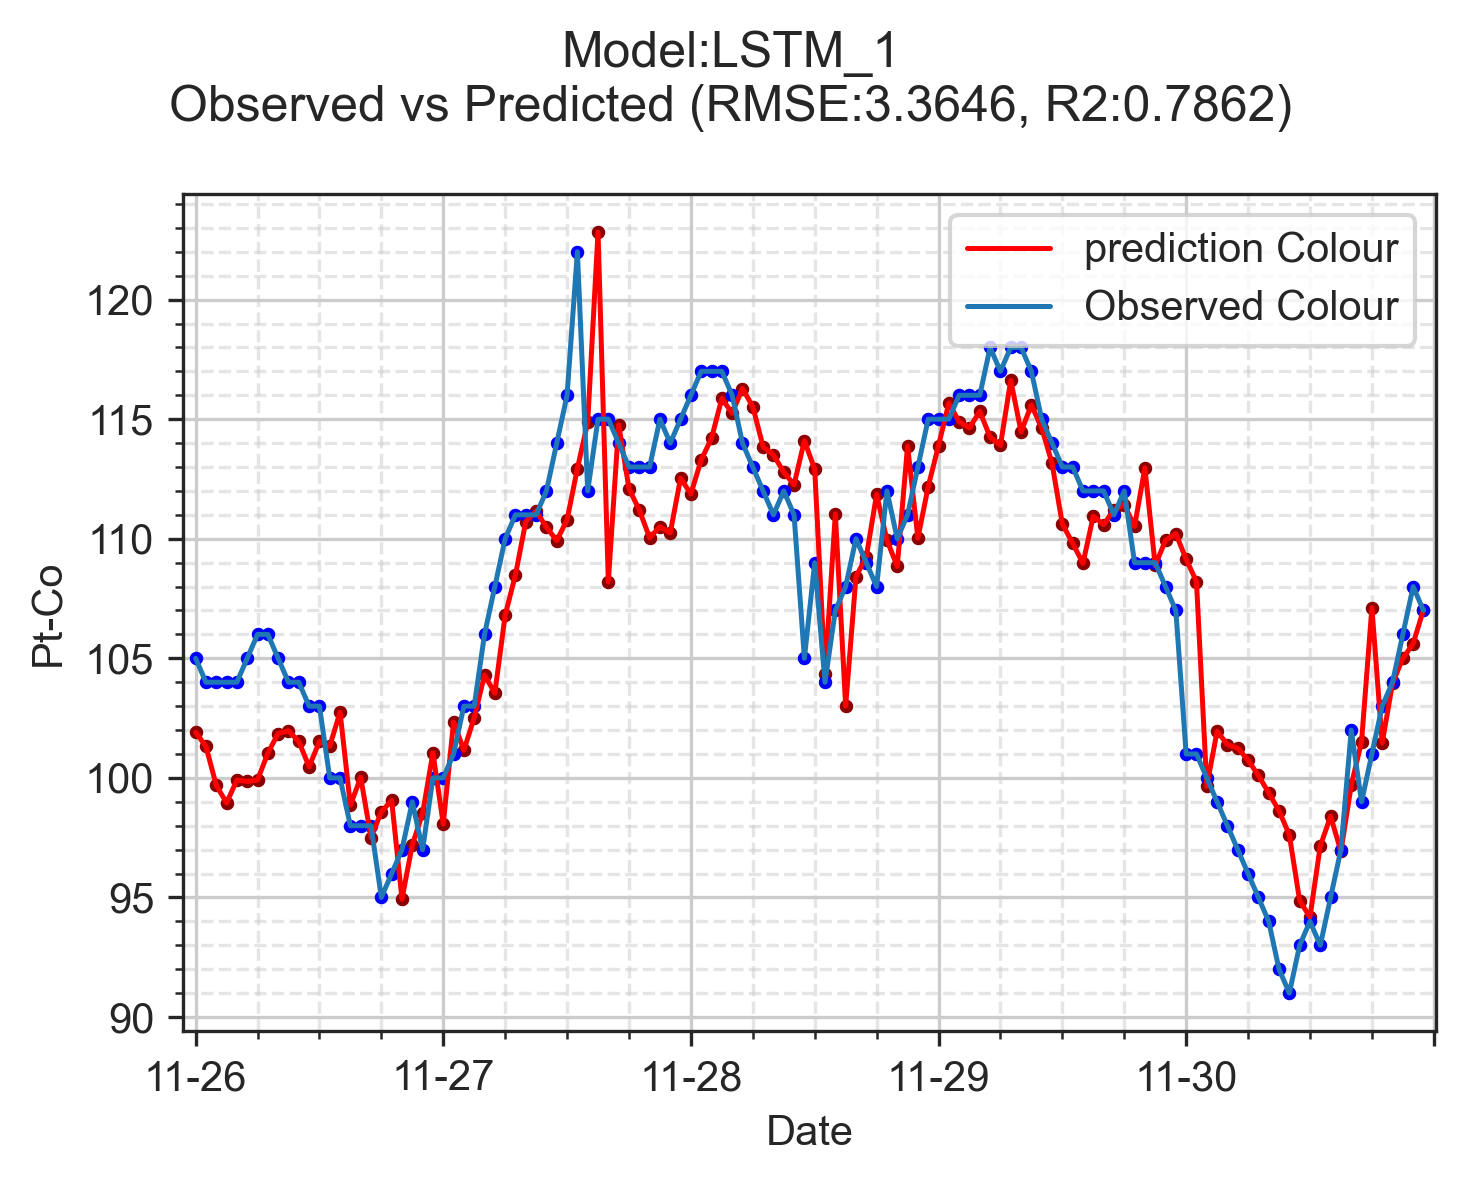 Model:LSTM_1
Observed vs Predicted (RMSE:3.3646, R2:0.7862)
prediction Colour
Observed Colour
120
115
110
105
100
95
90
Pt-Co
11-26
11-27
11-28
11-29
11-30
Date